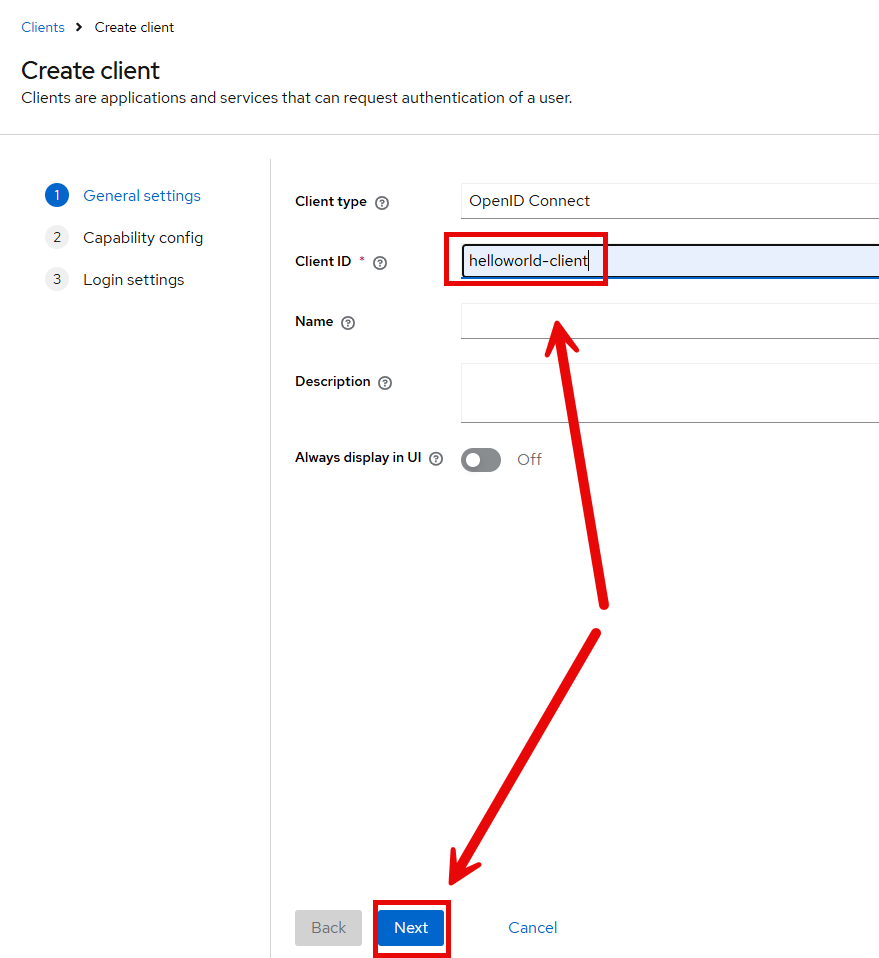 Clients > Create client
Create client
Clients are applications and services that can request authentication of a user.
1 General settings
2 Capability config
3 Login settings
Client type ?
OpenID Connect
Client ID * ?
helloworld-client
Name ?
Description ?
Always display in UI ?
Off
Back
Next
Cancel